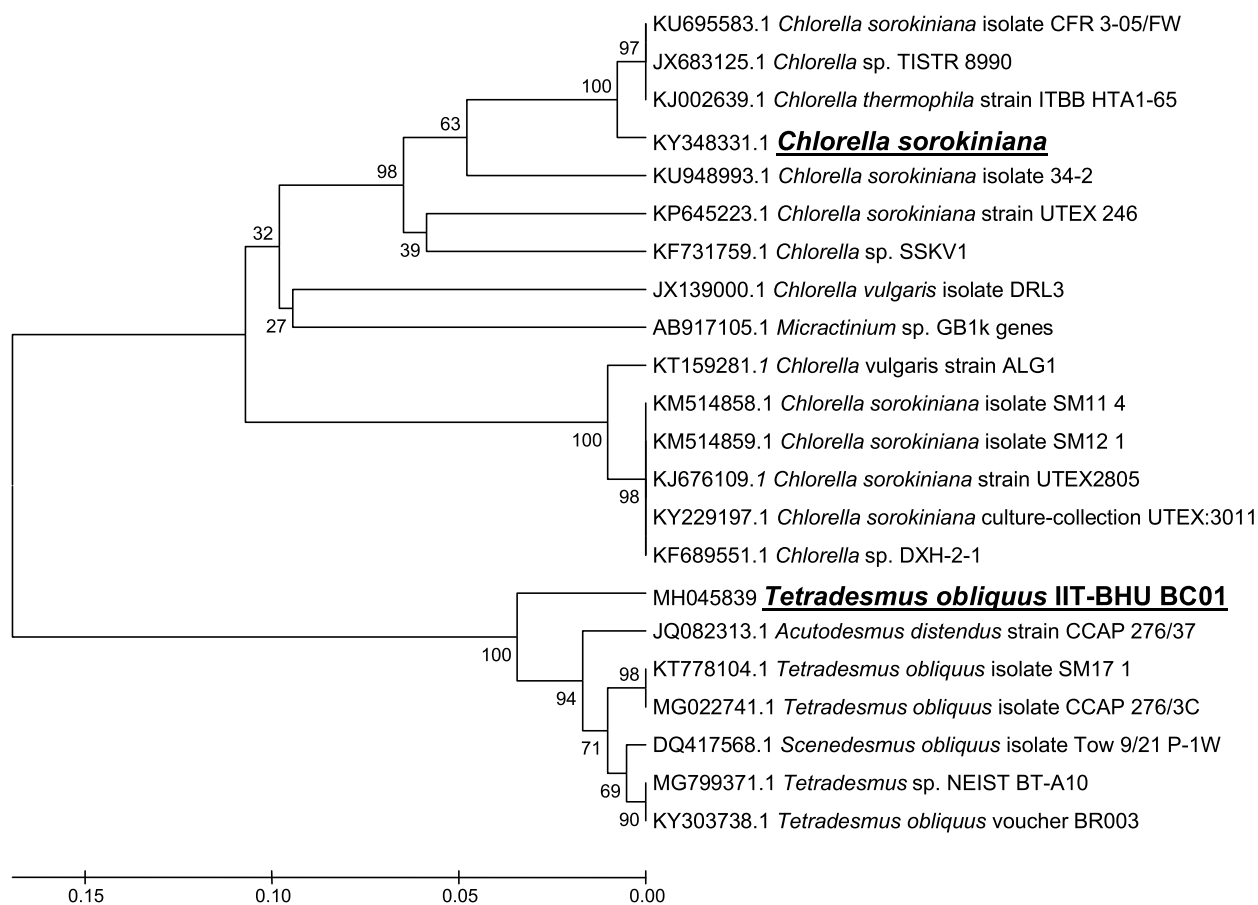 KU695583.1 Chlorella sorokiniana isolate CFR 3-05/FW
97
JX683125.1 Chlorella sp. TISTR 8990
100
KJ002639.1 Chlorella thermophila strain ITBB HTA1-65
63
KY348331.1 Chlorella sorokiniana
98
KU948993.1 Chlorella sorokiniana isolate 34-2
KP645223.1 Chlorella sorokiniana strain UTEX 246
32
39
KF731759.1 Chlorella sp. SSKV1
JX139000.1 Chlorella vulgaris isolate DRL3
27
AB917105.1 Micractinium sp. GB1k genes
KT159281.1 Chlorella vulgaris strain ALG1
KM514858.1 Chlorella sorokiniana isolate SM11 4
100
KM514859.1 Chlorella sorokiniana isolate SM12 1
KJ676109.1 Chlorella sorokiniana strain UTEX2805
98
KY229197.1 Chlorella sorokiniana culture-collection UTEX:3011
KF689551.1 Chlorella sp. DXH-2-1
MH045839 Tetradesmus obliquus IIT-BHU BC01
JQ082313.1 Acutodesmus distendus strain CCAP 276/37
100
98
KT778104.1 Tetradesmus obliquus isolate SM17 1
94
MG022741.1 Tetradesmus obliquus isolate CCAP 276/3C
71
DQ417568.1 Scenedesmus obliquus isolate Tow 9/21 P-1W
MG799371.1 Tetradesmus sp. NEIST BT-A10
69
90
KY303738.1 Tetradesmus obliquus voucher BR003
0.15 0.10 0.05 0.00